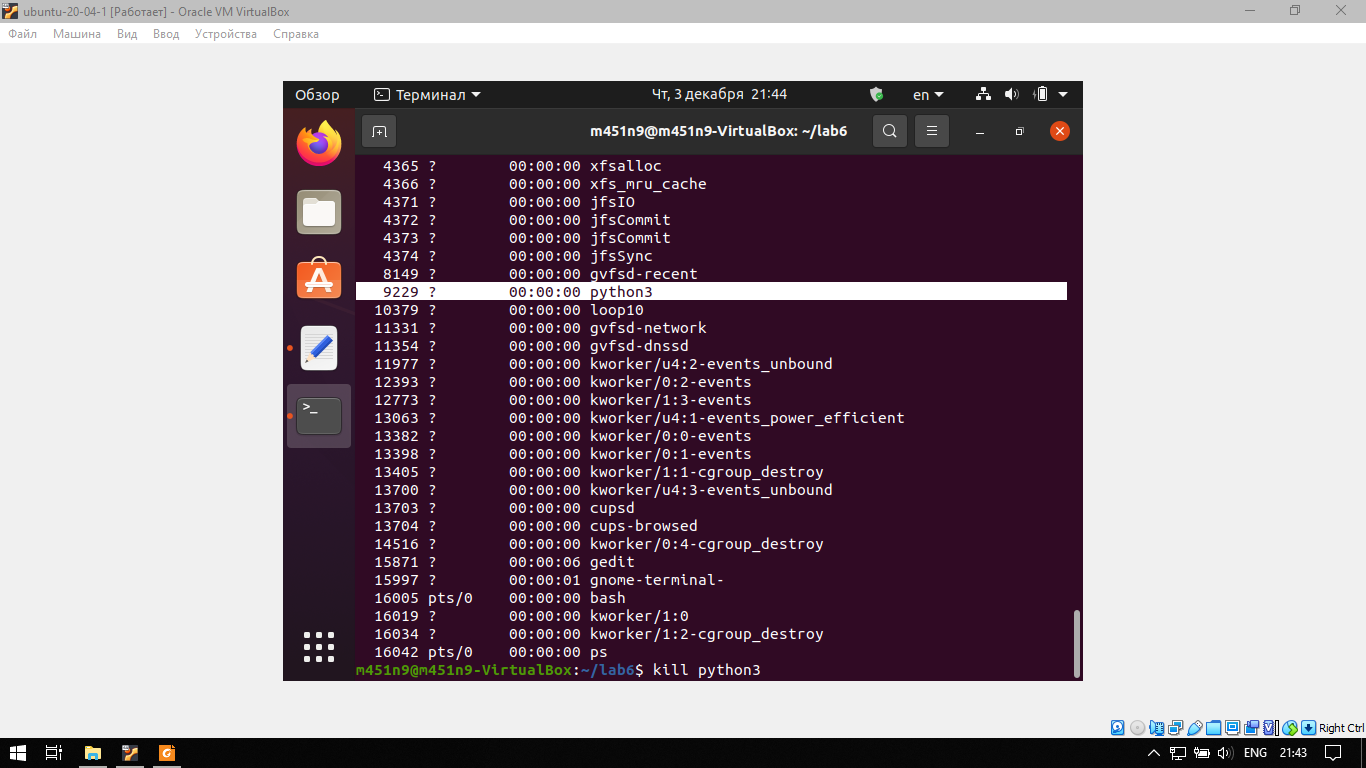 ubuntu-20-04-1 [Работает] - Oracle VM VirtualBox
Файл Машина Вид Ввод Устройства Справка
Обзор Терминал Чт, 3 декабря 21:44 en
m451n9@m451n9-VirtualBox: ~/lab6
4365 ? 00:00:00 xfsalloc
4366 ? 00:00:00 xfs_mru_cache
4371 ? 00:00:00 jfsIO
4372 ? 00:00:00 jfsCommit
4373 ? 00:00:00 jfsCommit
4374 ? 00:00:00 jfsSync
8149 ? 00:00:00 gvfsd-recent
9229 ? 00:00:00 python3
10379 ? 00:00:00 loop10
11331 ? 00:00:00 gvfsd-network
11354 ? 00:00:00 gvfsd-dnssd
11977 ? 00:00:00 kworker/u4:2-events_unbound
12393 ? 00:00:00 kworker/0:2-events
12773 ? 00:00:00 kworker/1:3-events
13063 ? 00:00:00 kworker/u4:1-events_power_efficient
13382 ? 00:00:00 kworker/0:0-events
13398 ? 00:00:00 kworker/0:1-events
13405 ? 00:00:00 kworker/1:1-cgroup_destroy
13700 ? 00:00:00 kworker/u4:3-events_unbound
13703 ? 00:00:00 cupsd
13704 ? 00:00:00 cups-browsed
14516 ? 00:00:00 kworker/0:4-cgroup_destroy
15871 ? 00:00:06 gedit
15997 ? 00:00:01 gnome-terminal-
16005 pts/0 00:00:00 bash
16019 ? 00:00:00 kworker/1:0
16034 ? 00:00:00 kworker/1:2-cgroup_destroy
16042 pts/0 00:00:00 ps
m451n9@m451n9-VirtualBox:~/lab6$ kill python3
Right Ctrl
ENG 21:43